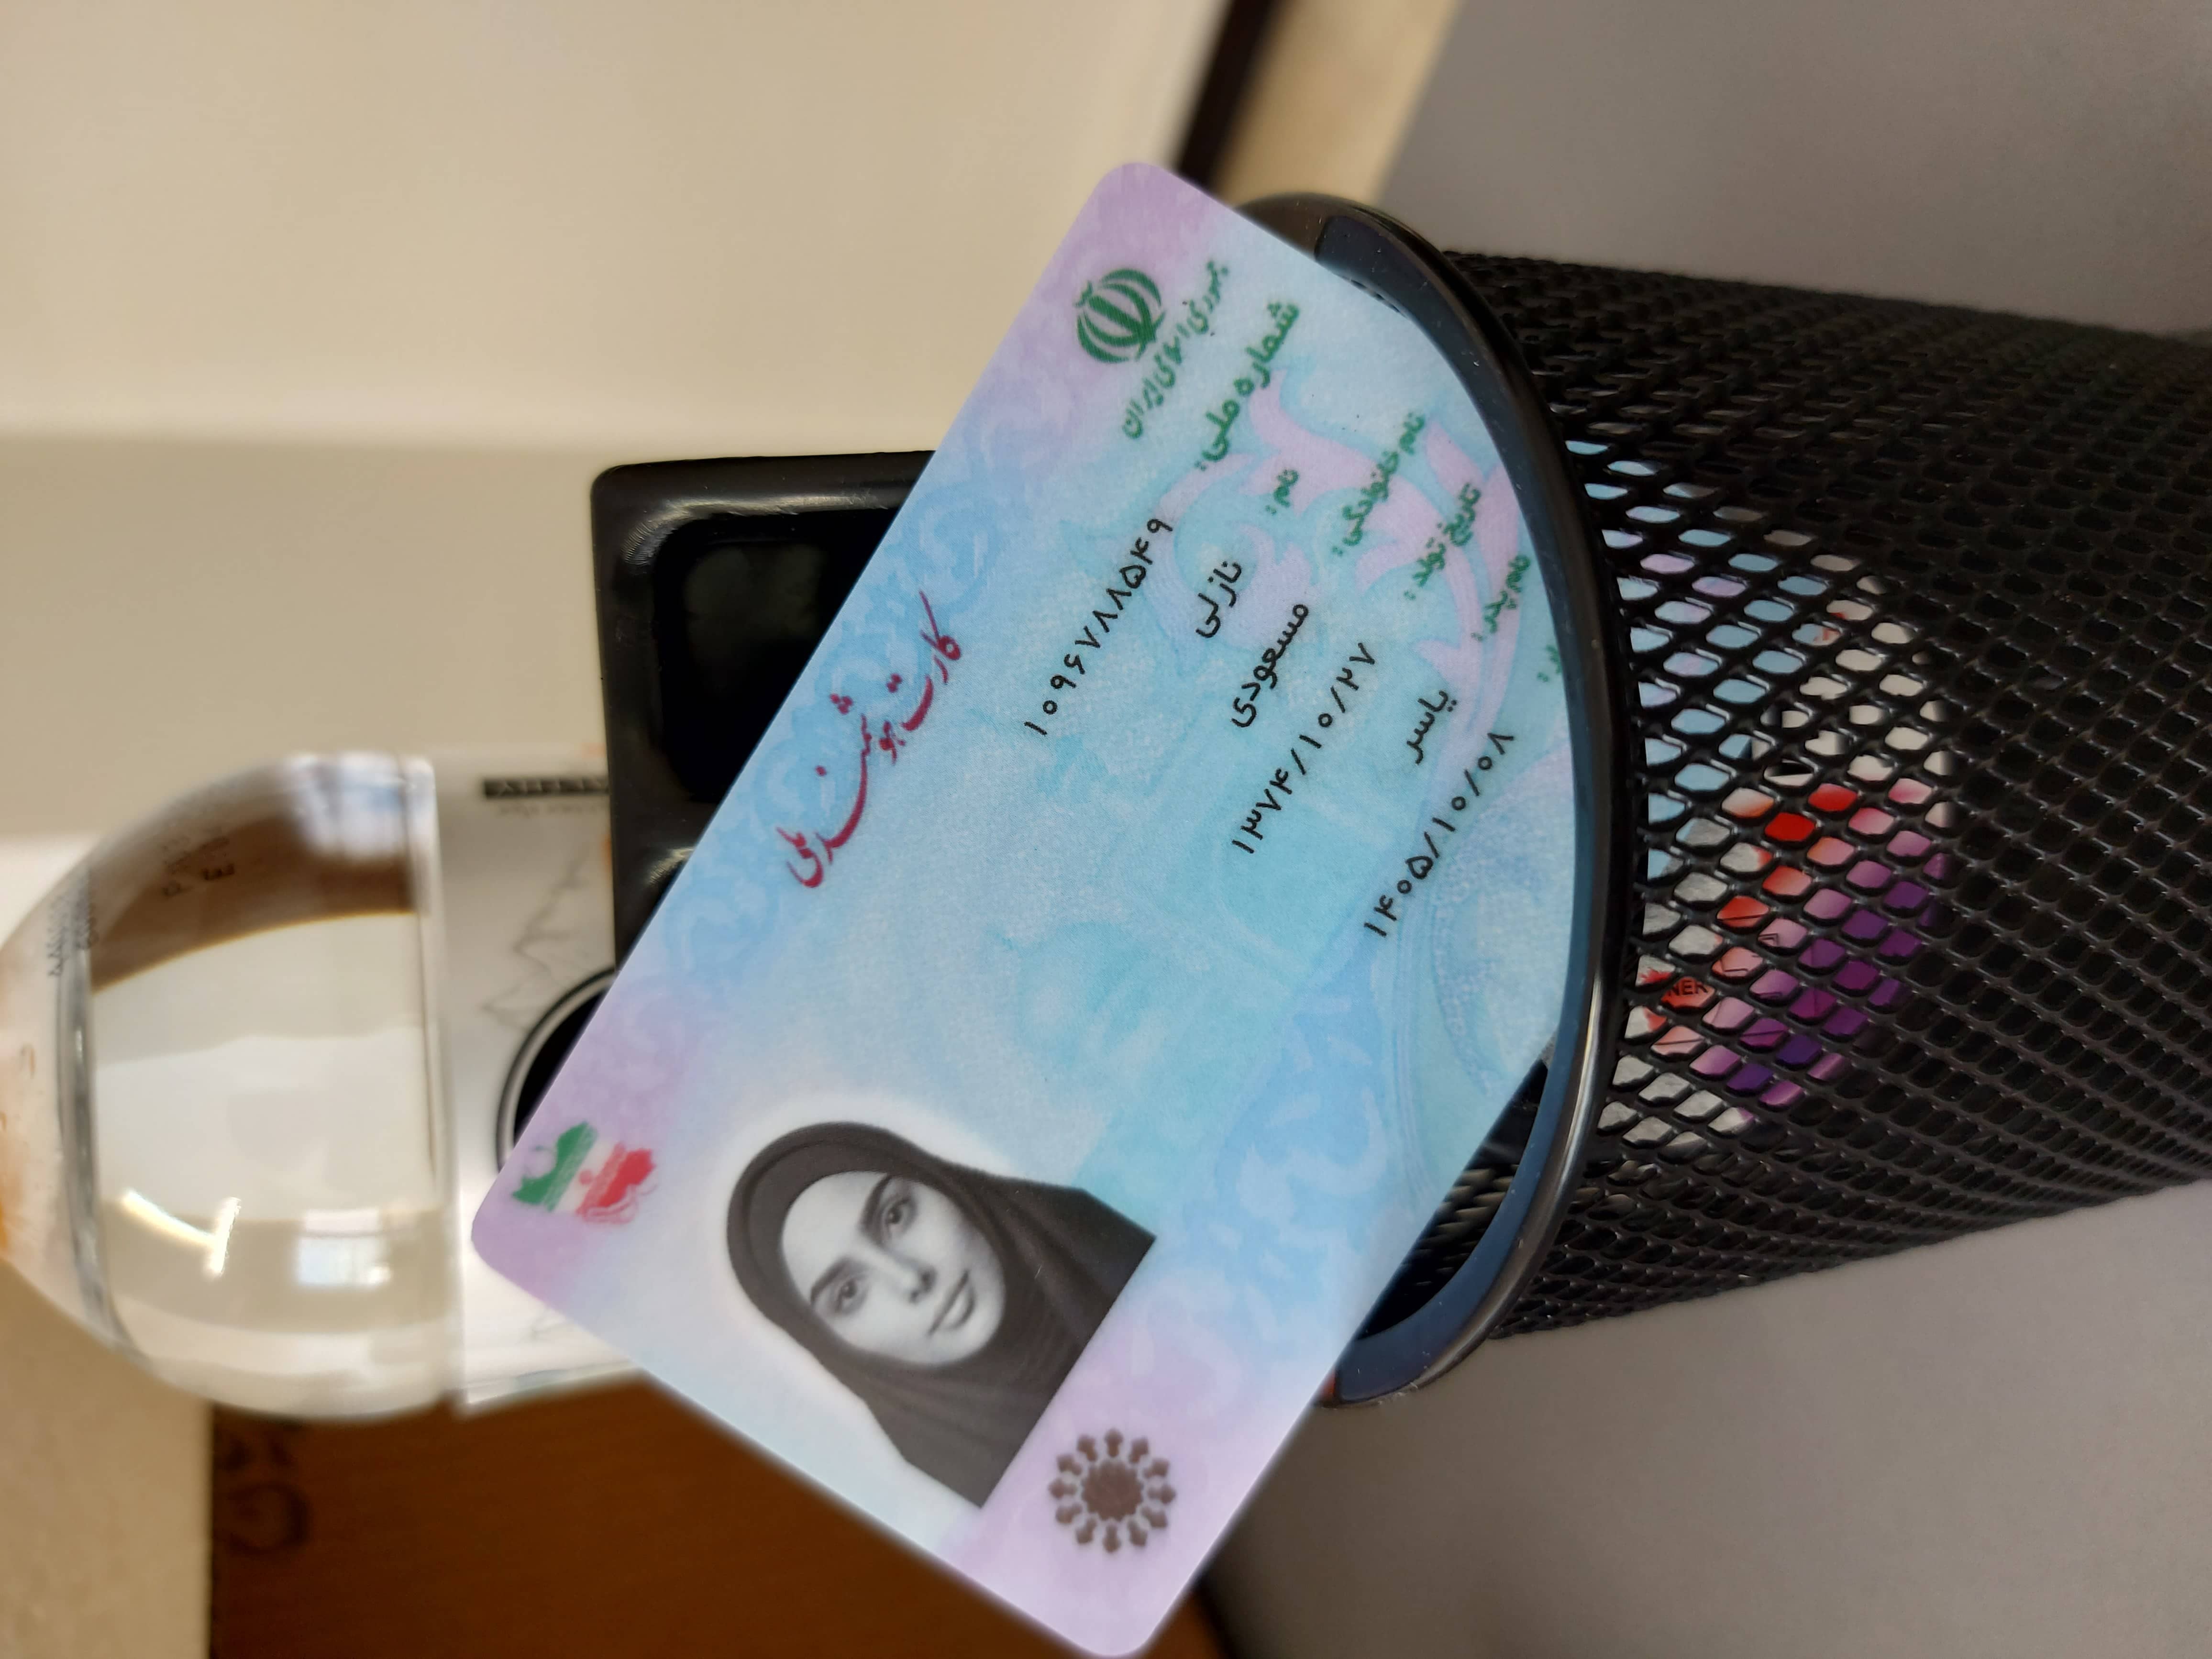 جمهوری اسلامی ایران
کارت هوشمند ملی
شماره ملی: ۱۰۹۶۷۸۸۵۴۹
نام: نازلی
نام خانوادگی: مسعودی
تاریخ تولد: ۱۳۷۴/۱۰/۲۷
نام پدر: یاسر
۱۴۰۵/۱۰/۰۸
NER